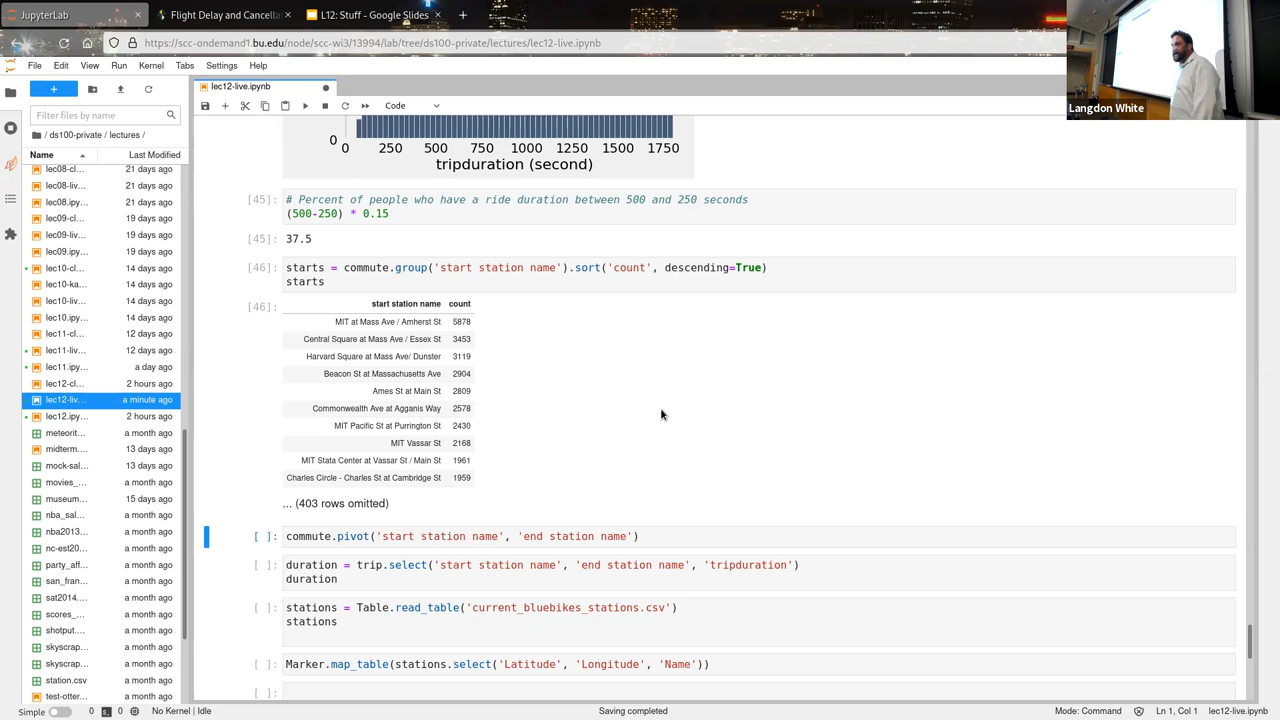 JupyterLab
Flight Delay and Cancella
L12: Stuff - Google Slides
https://scc-ondemand1.bu.edu/node/scc-wi3/13994/lab/tree/ds100-private/lectures/lec12-live.ipynb
Langdon White
File Edit View Run Kernel Tabs Settings Help
lec12-live.ipynb
Code
Filter files by name
/ ds100-private / lectures /
Name Last Modified
lec08-cl... 21 days ago
lec08-liv... 21 days ago
lec08.ipy... 21 days ago
lec09-cl... 19 days ago
lec09-liv... 19 days ago
lec09.ipy... 19 days ago
lec10-cl... 14 days ago
lec10-ka... 14 days ago
lec10-liv... 14 days ago
lec10.ipy... 14 days ago
lec11-cl... 12 days ago
lec11-liv... 12 days ago
lec11.ipy... a day ago
lec12-cl... 2 hours ago
lec12-liv... a minute ago
lec12.ipy... 2 hours ago
meteorit... a month ago
midterm.... 13 days ago
mock-sal... 13 days ago
movies_... a month ago
museum... 15 days ago
nba_sal... a month ago
nba2013... a month ago
nc-est20... a month ago
party_aff... a month ago
san_fran... a month ago
sat2014.... a month ago
scores_... a month ago
shotput.... a month ago
skyscrap... a month ago
skyscrap... a month ago
station.csv a month ago
test-otter... a month ago
0
0 250 500 750 1000 1250 1500 1750
tripduration (second)
[45]: # Percent of people who have a ride duration between 500 and 250 seconds
(500-250) * 0.15
[45]: 37.5
[46]: starts = commute.group('start station name').sort('count', descending=True)
starts
[46]: start station name count
MIT at Mass Ave / Amherst St 5878
Central Square at Mass Ave / Essex St 3453
Harvard Square at Mass Ave/ Dunster 3119
Beacon St at Massachusetts Ave 2904
Ames St at Main St 2809
Commonwealth Ave at Agganis Way 2578
MIT Pacific St at Purrington St 2430
MIT Vassar St 2168
MIT Stata Center at Vassar St / Main St 1961
Charles Circle - Charles St at Cambridge St 1959
... (403 rows omitted)
[ ]: commute.pivot('start station name', 'end station name')
[ ]: duration = trip.select('start station name', 'end station name', 'tripduration')
duration
[ ]: stations = Table.read_table('current_bluebikes_stations.csv')
stations
[ ]: Marker.map_table(stations.select('Latitude', 'Longitude', 'Name'))
[ ]:
Simple 0 0 No Kernel | Idle Saving completed Mode: Command Ln 1, Col 1 lec12-live.ipynb